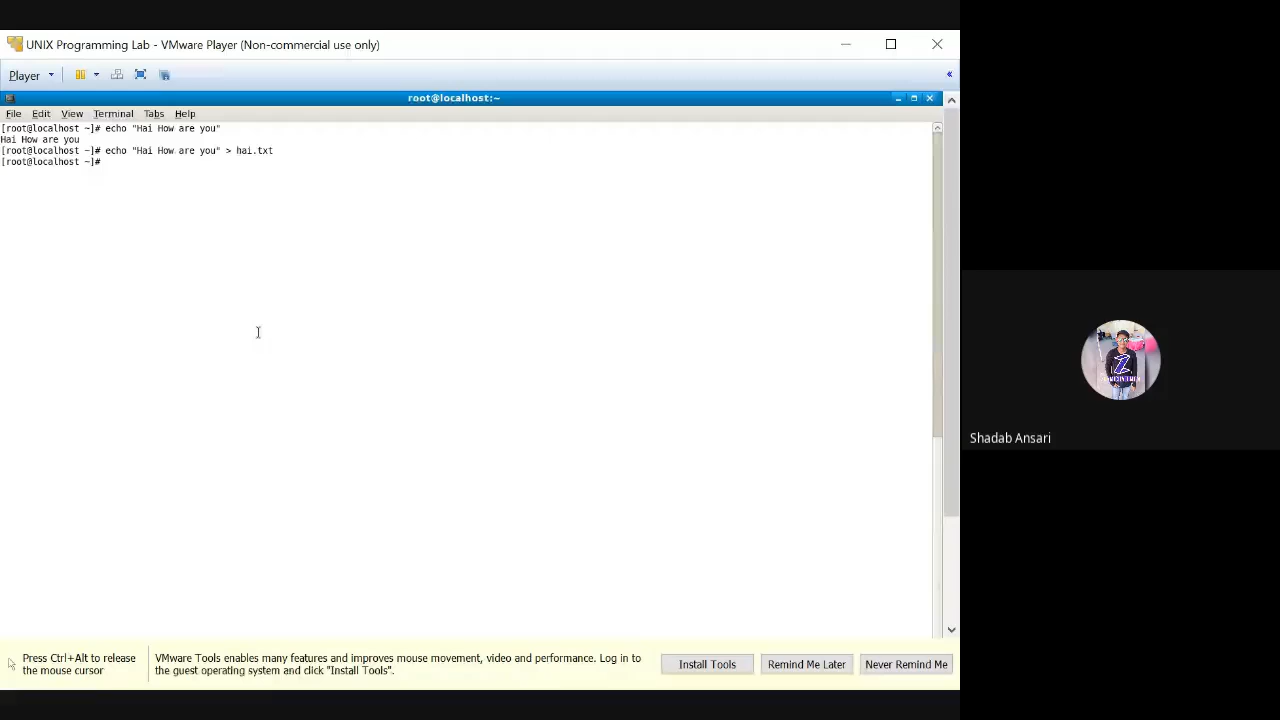 UNIX Programming Lab - VMware Player (Non-commercial use only)
Player
root@localhost:~
File Edit View Terminal Tabs Help
[root@localhost ~]# echo "Hai How are you"
Hai How are you
[root@localhost ~]# echo "Hai How are you" > hai.txt
[root@localhost ~]#
Shadab Ansari
Press Ctrl+Alt to release
the mouse cursor
VMware Tools enables many features and improves mouse movement, video and performance. Log in to
the guest operating system and click "Install Tools".
Install Tools
Remind Me Later
Never Remind Me